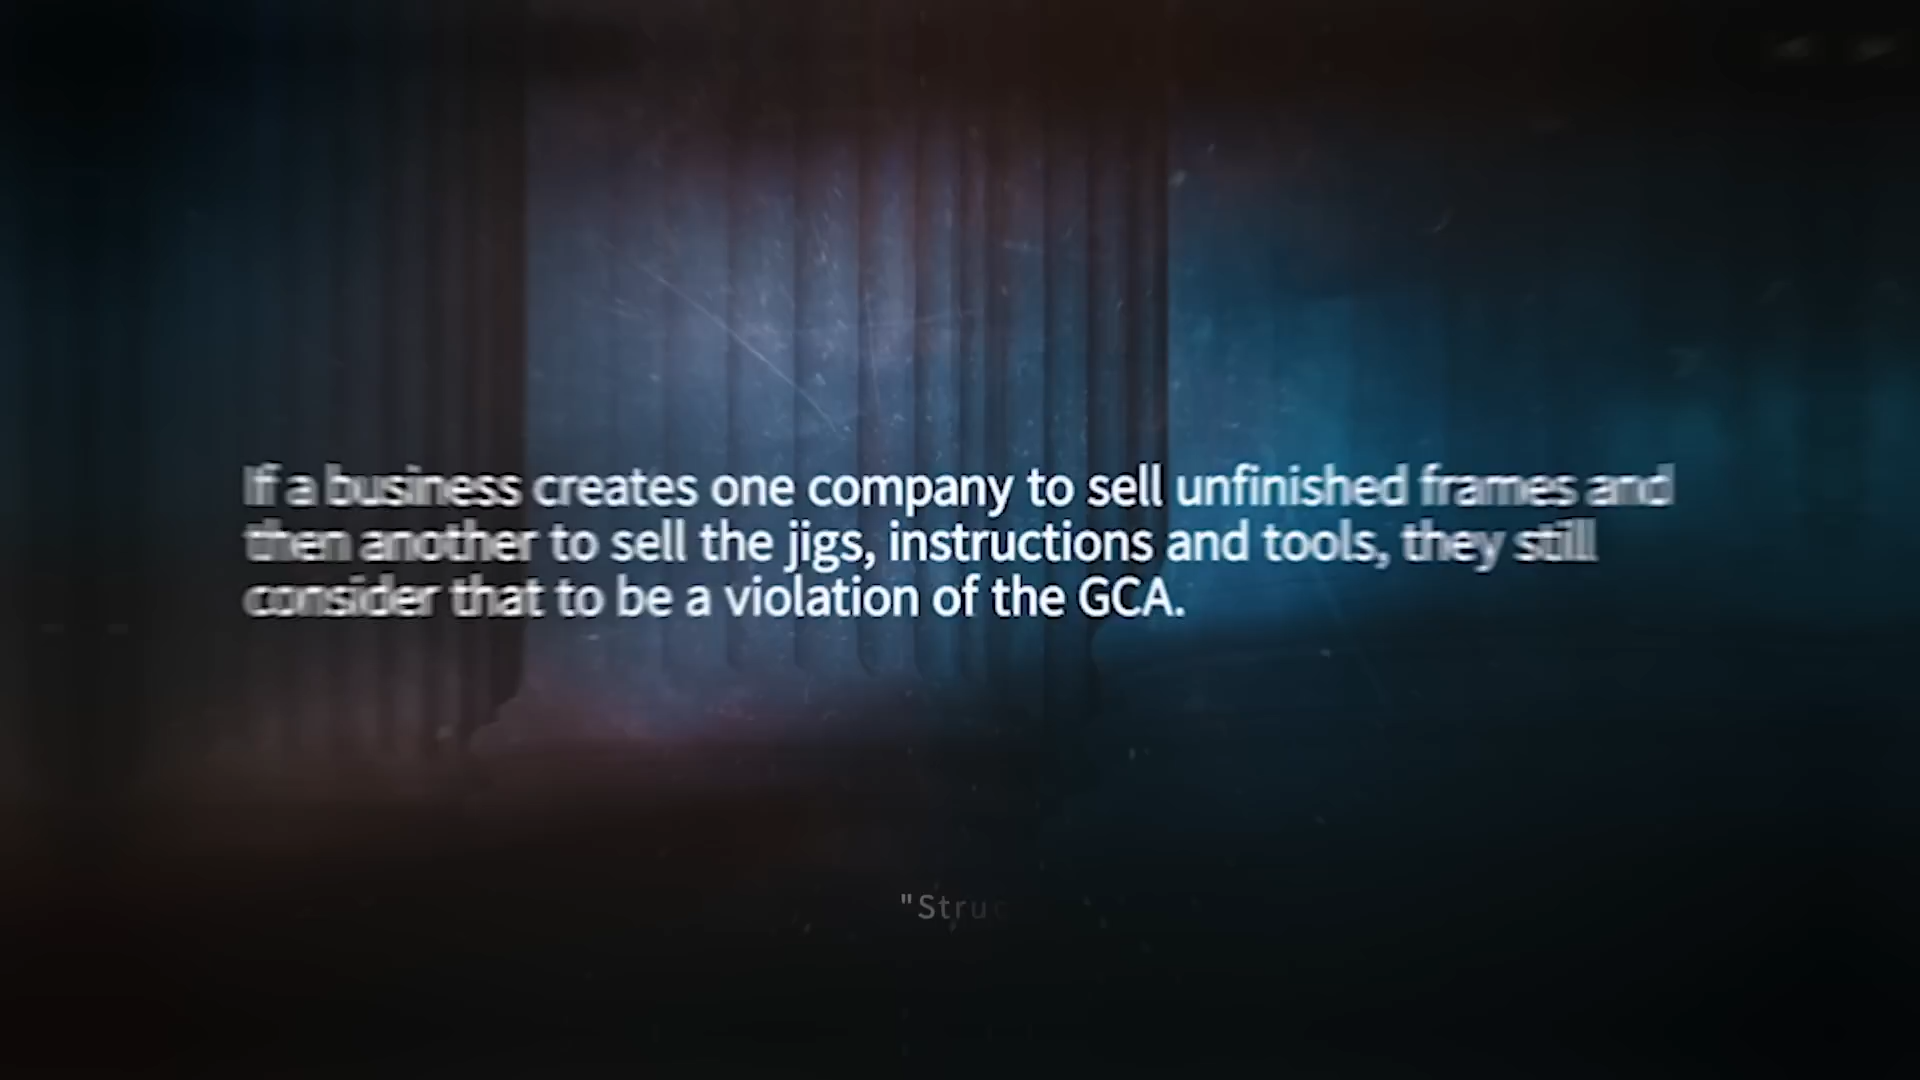 If a business creates one company to sell unfinished frames and
then another to sell the jigs, instructions and tools, they still
consider that to be a violation of the GCA.
"Struc